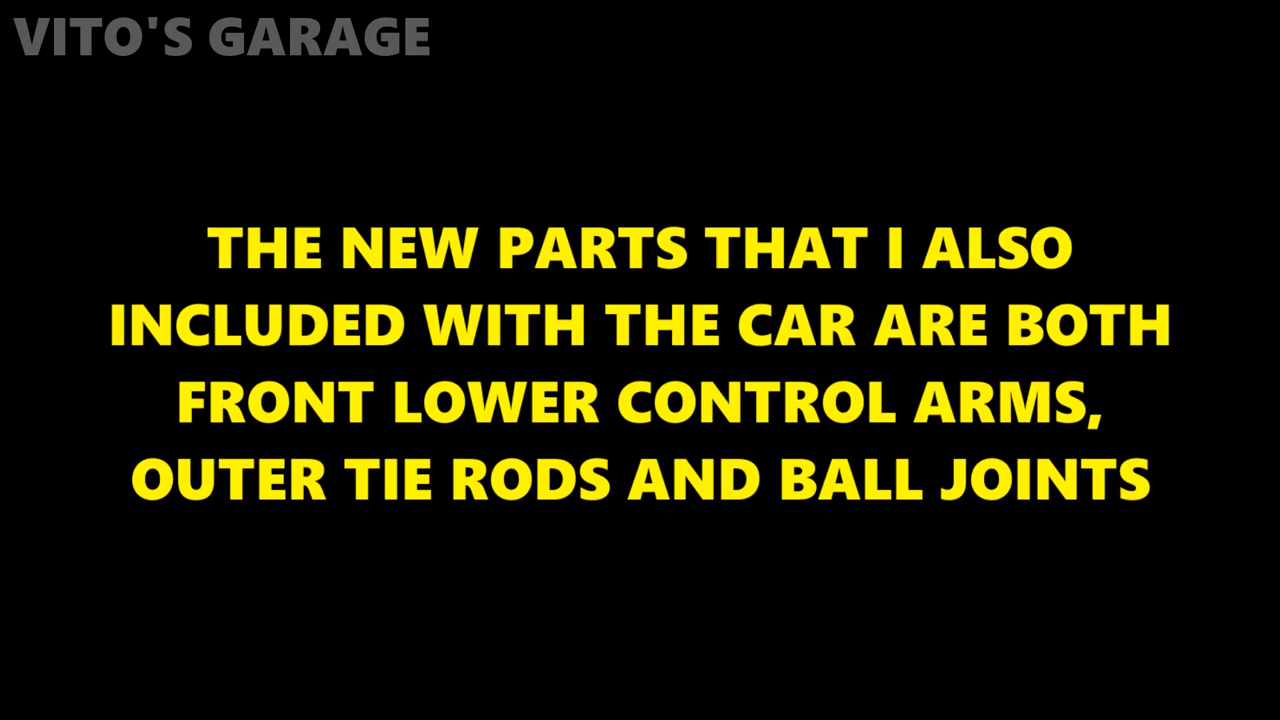 VITO'S GARAGE
THE NEW PARTS THAT I ALSO
INCLUDED WITH THE CAR ARE BOTH
FRONT LOWER CONTROL ARMS,
OUTER TIE RODS AND BALL JOINTS